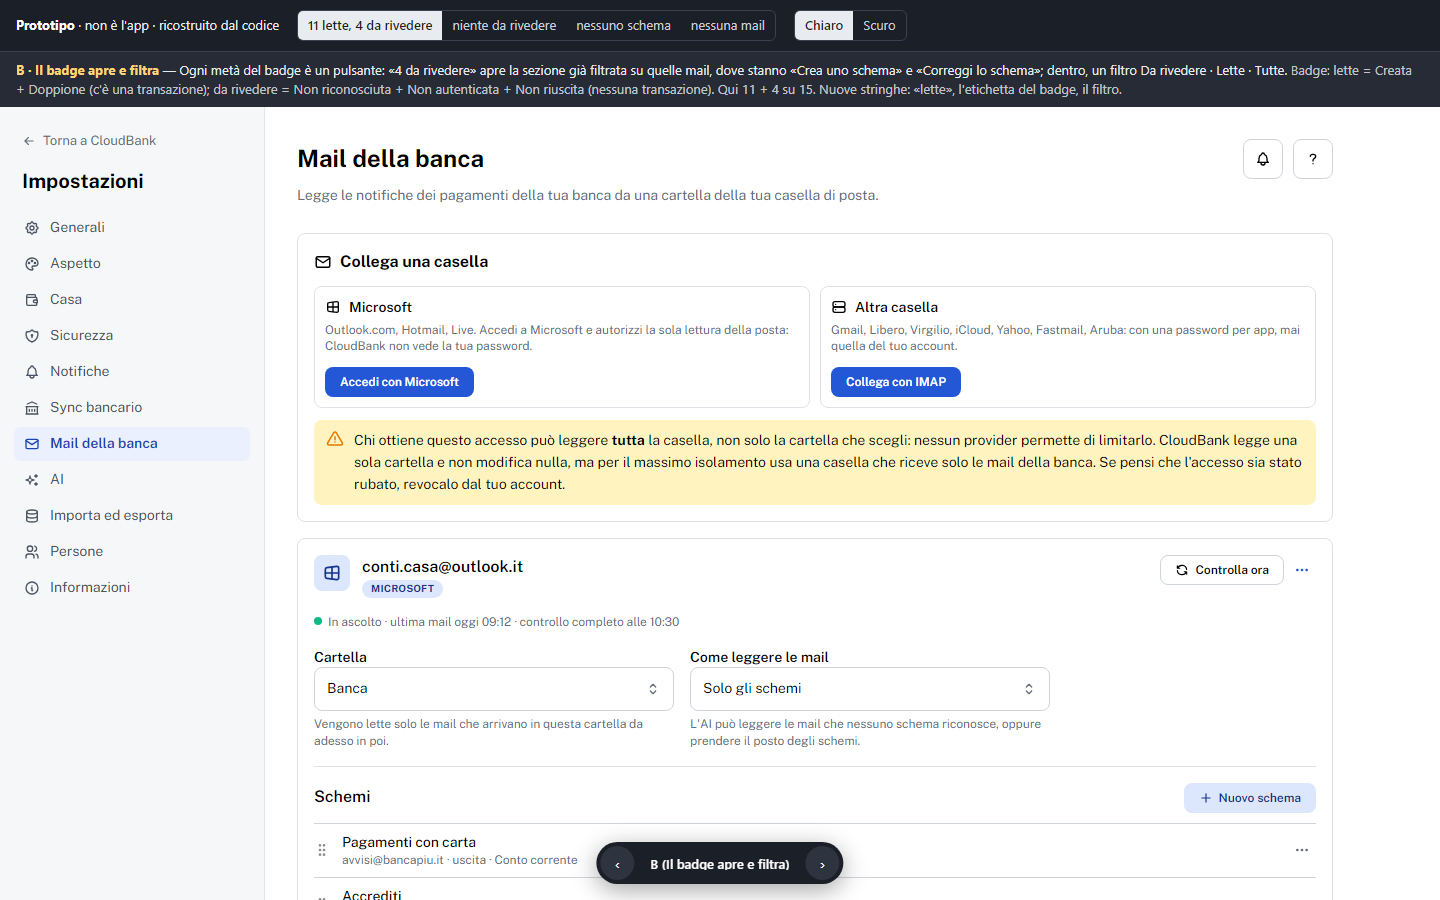 Prototipo · non è l'app · ricostruito dal codice
11 lette, 4 da rivedere
niente da rivedere
nessuno schema
nessuna mail
Chiaro
Scuro
B · Il badge apre e filtra — Ogni metà del badge è un pulsante: «4 da rivedere» apre la sezione già filtrata su quelle mail, dove stanno «Crea uno schema» e «Correggi lo schema»; dentro, un filtro Da rivedere · Lette · Tutte. Badge: lette = Creata
+ Doppione (c'è una transazione); da rivedere = Non riconosciuta + Non autenticata + Non riuscita (nessuna transazione). Qui 11 + 4 su 15. Nuove stringhe: «lette», l'etichetta del badge, il filtro.
← Torna a CloudBank
Impostazioni
Generali
Aspetto
Casa
Sicurezza
Notifiche
Sync bancario
Mail della banca
AI
Importa ed esporta
Persone
Informazioni
Mail della banca
?
Legge le notifiche dei pagamenti della tua banca da una cartella della tua casella di posta.
Collega una casella
Microsoft
Outlook.com, Hotmail, Live. Accedi a Microsoft e autorizzi la sola lettura della posta:
CloudBank non vede la tua password.
Accedi con Microsoft
Altra casella
Gmail, Libero, Virgilio, iCloud, Yahoo, Fastmail, Aruba: con una password per app, mai
quella del tuo account.
Collega con IMAP
Chi ottiene questo accesso può leggere tutta la casella, non solo la cartella che scegli: nessun provider permette di limitarlo. CloudBank legge una
sola cartella e non modifica nulla, ma per il massimo isolamento usa una casella che riceve solo le mail della banca. Se pensi che l'accesso sia stato
rubato, revocalo dal tuo account.
conti.casa@outlook.it
MICROSOFT
Controlla ora
In ascolto · ultima mail oggi 09:12 · controllo completo alle 10:30
Cartella
Banca
Vengono lette solo le mail che arrivano in questa cartella da
adesso in poi.
Come leggere le mail
Solo gli schemi
L'AI può leggere le mail che nessuno schema riconosce, oppure
prendere il posto degli schemi.
Schemi
+ Nuovo schema
Pagamenti con carta
avvisi@bancapiu.it · uscita · Conto corrente
Accrediti
‹ B (Il badge apre e filtra) ›